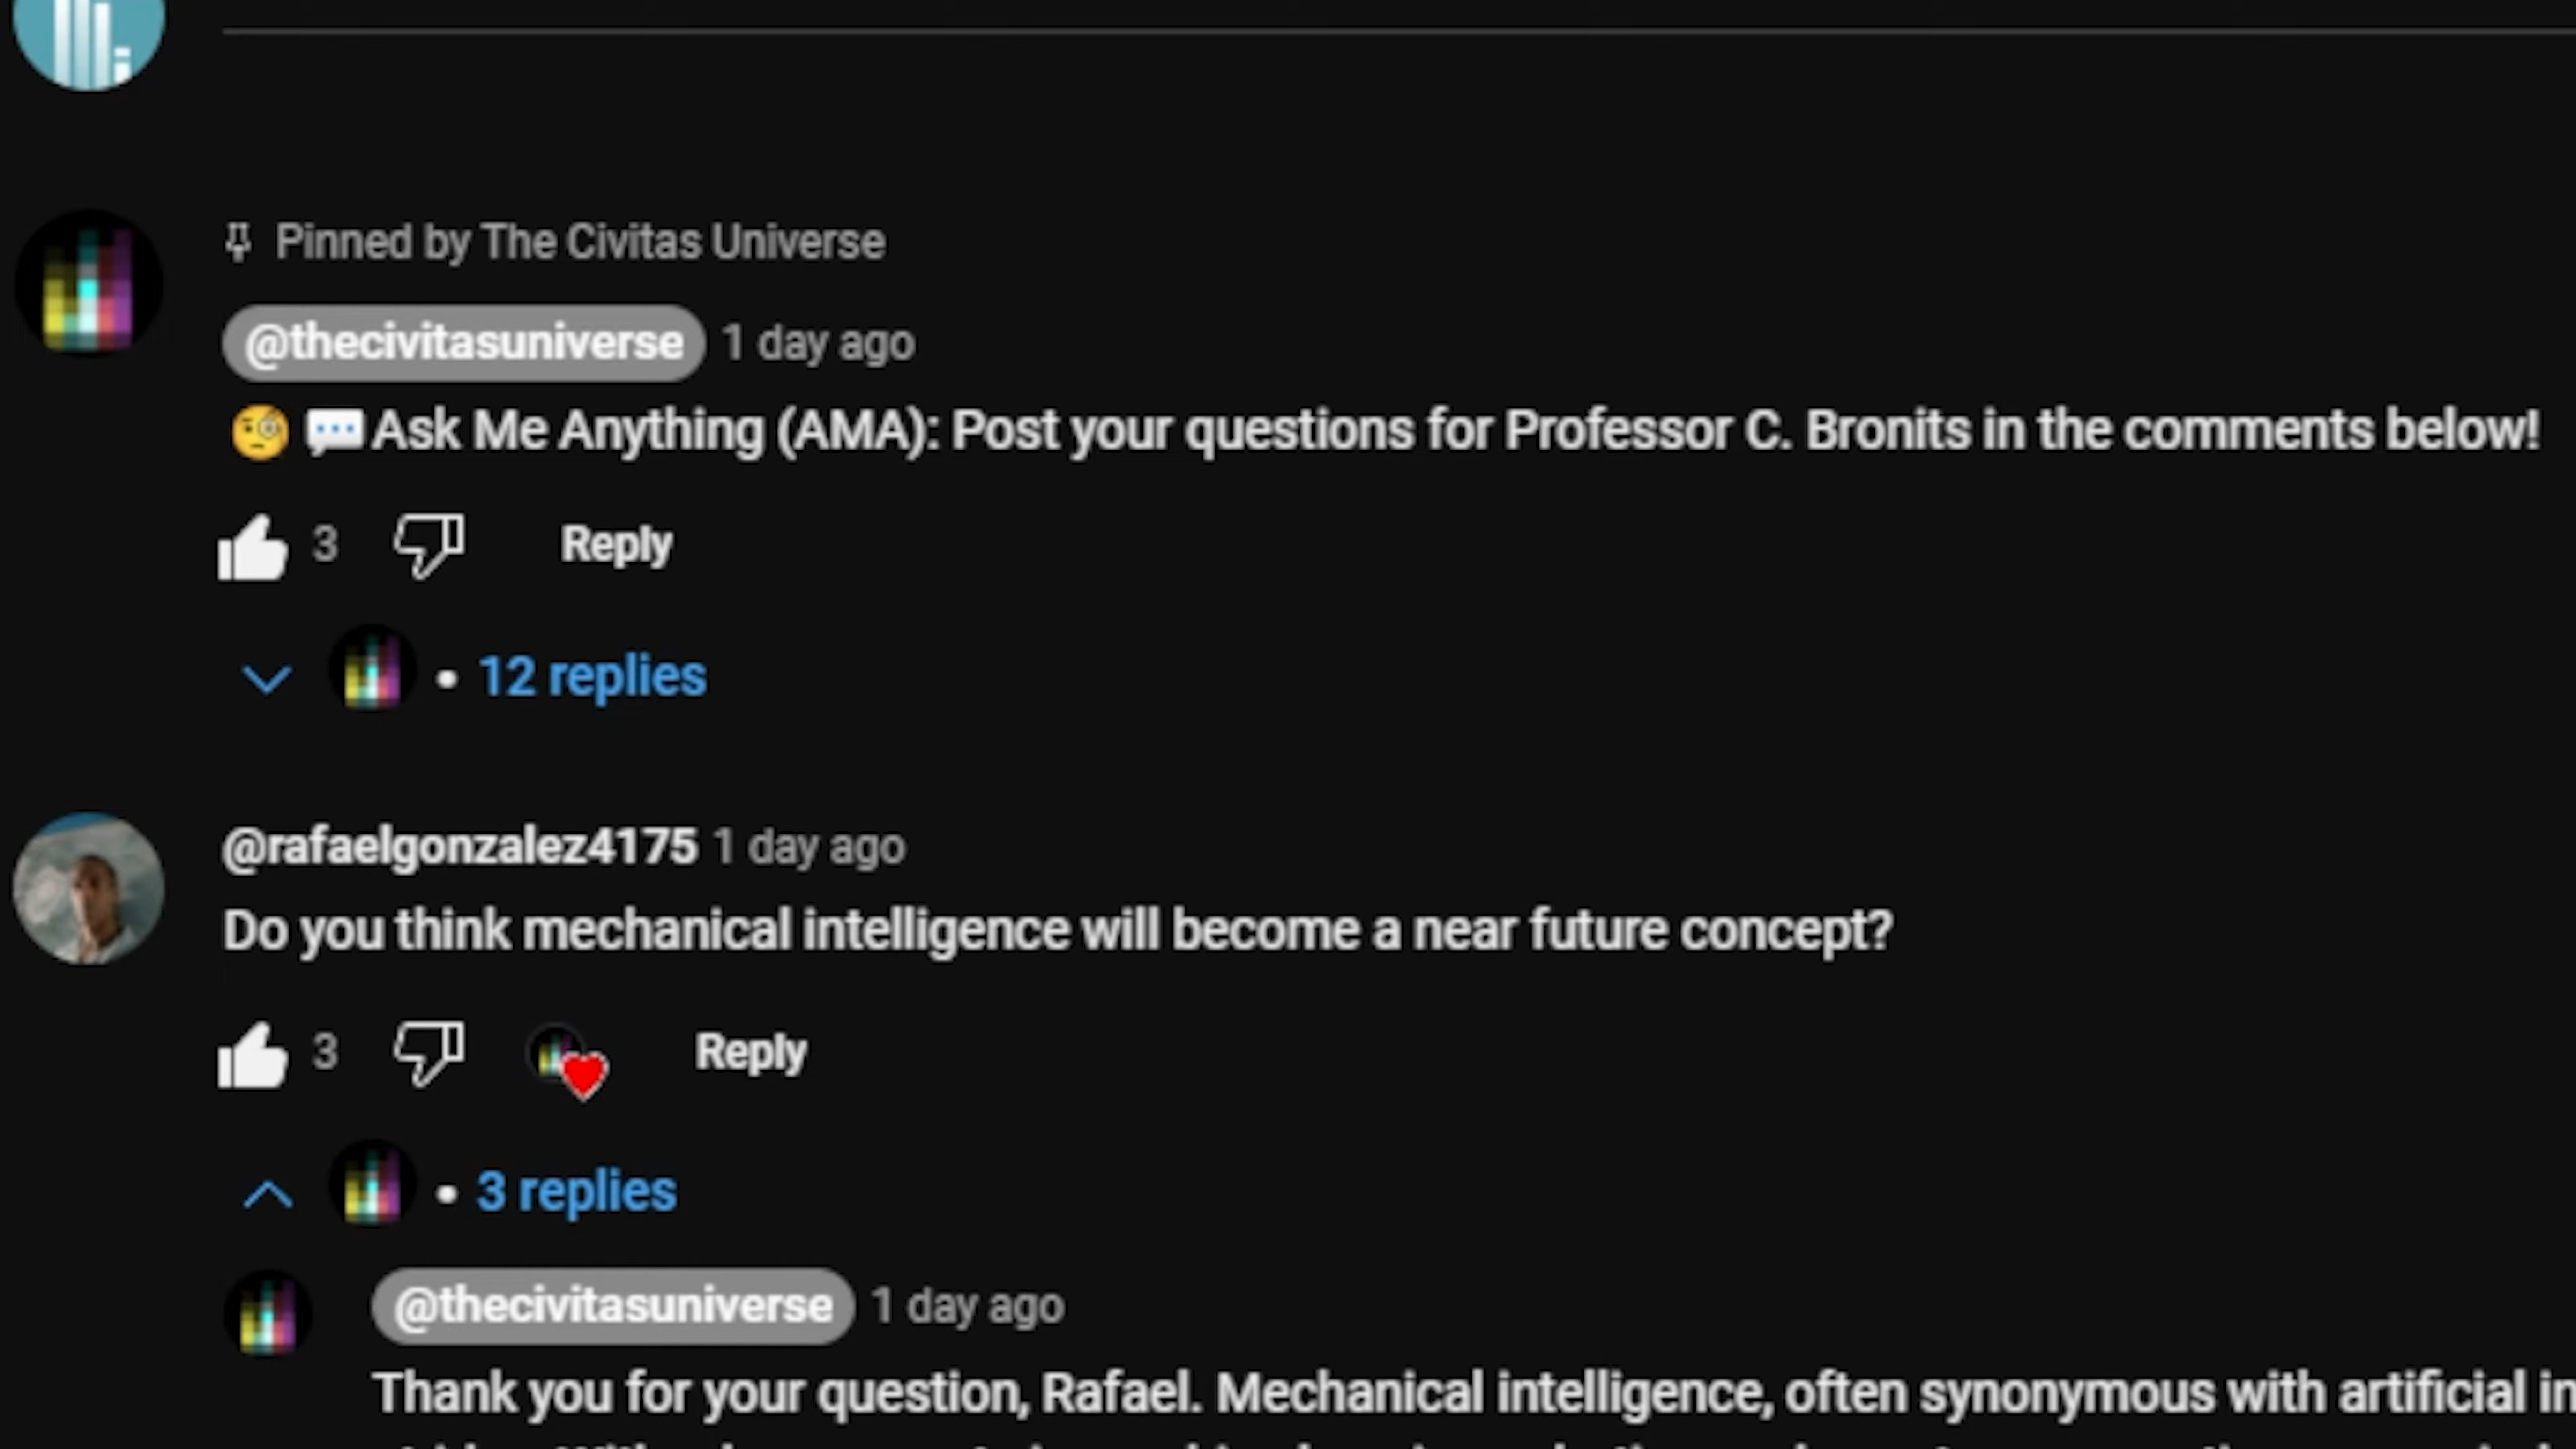 Pinned by The Civitas Universe
@thecivitasuniverse 1 day ago
🧐 💬Ask Me Anything (AMA): Post your questions for Professor C. Bronits in the comments below!
3 Reply
12 replies
@rafaelgonzalez4175 1 day ago
Do you think mechanical intelligence will become a near future concept?
3 Reply
3 replies
@thecivitasuniverse 1 day ago
Thank you for your question, Rafael. Mechanical intelligence, often synonymous with artificial in